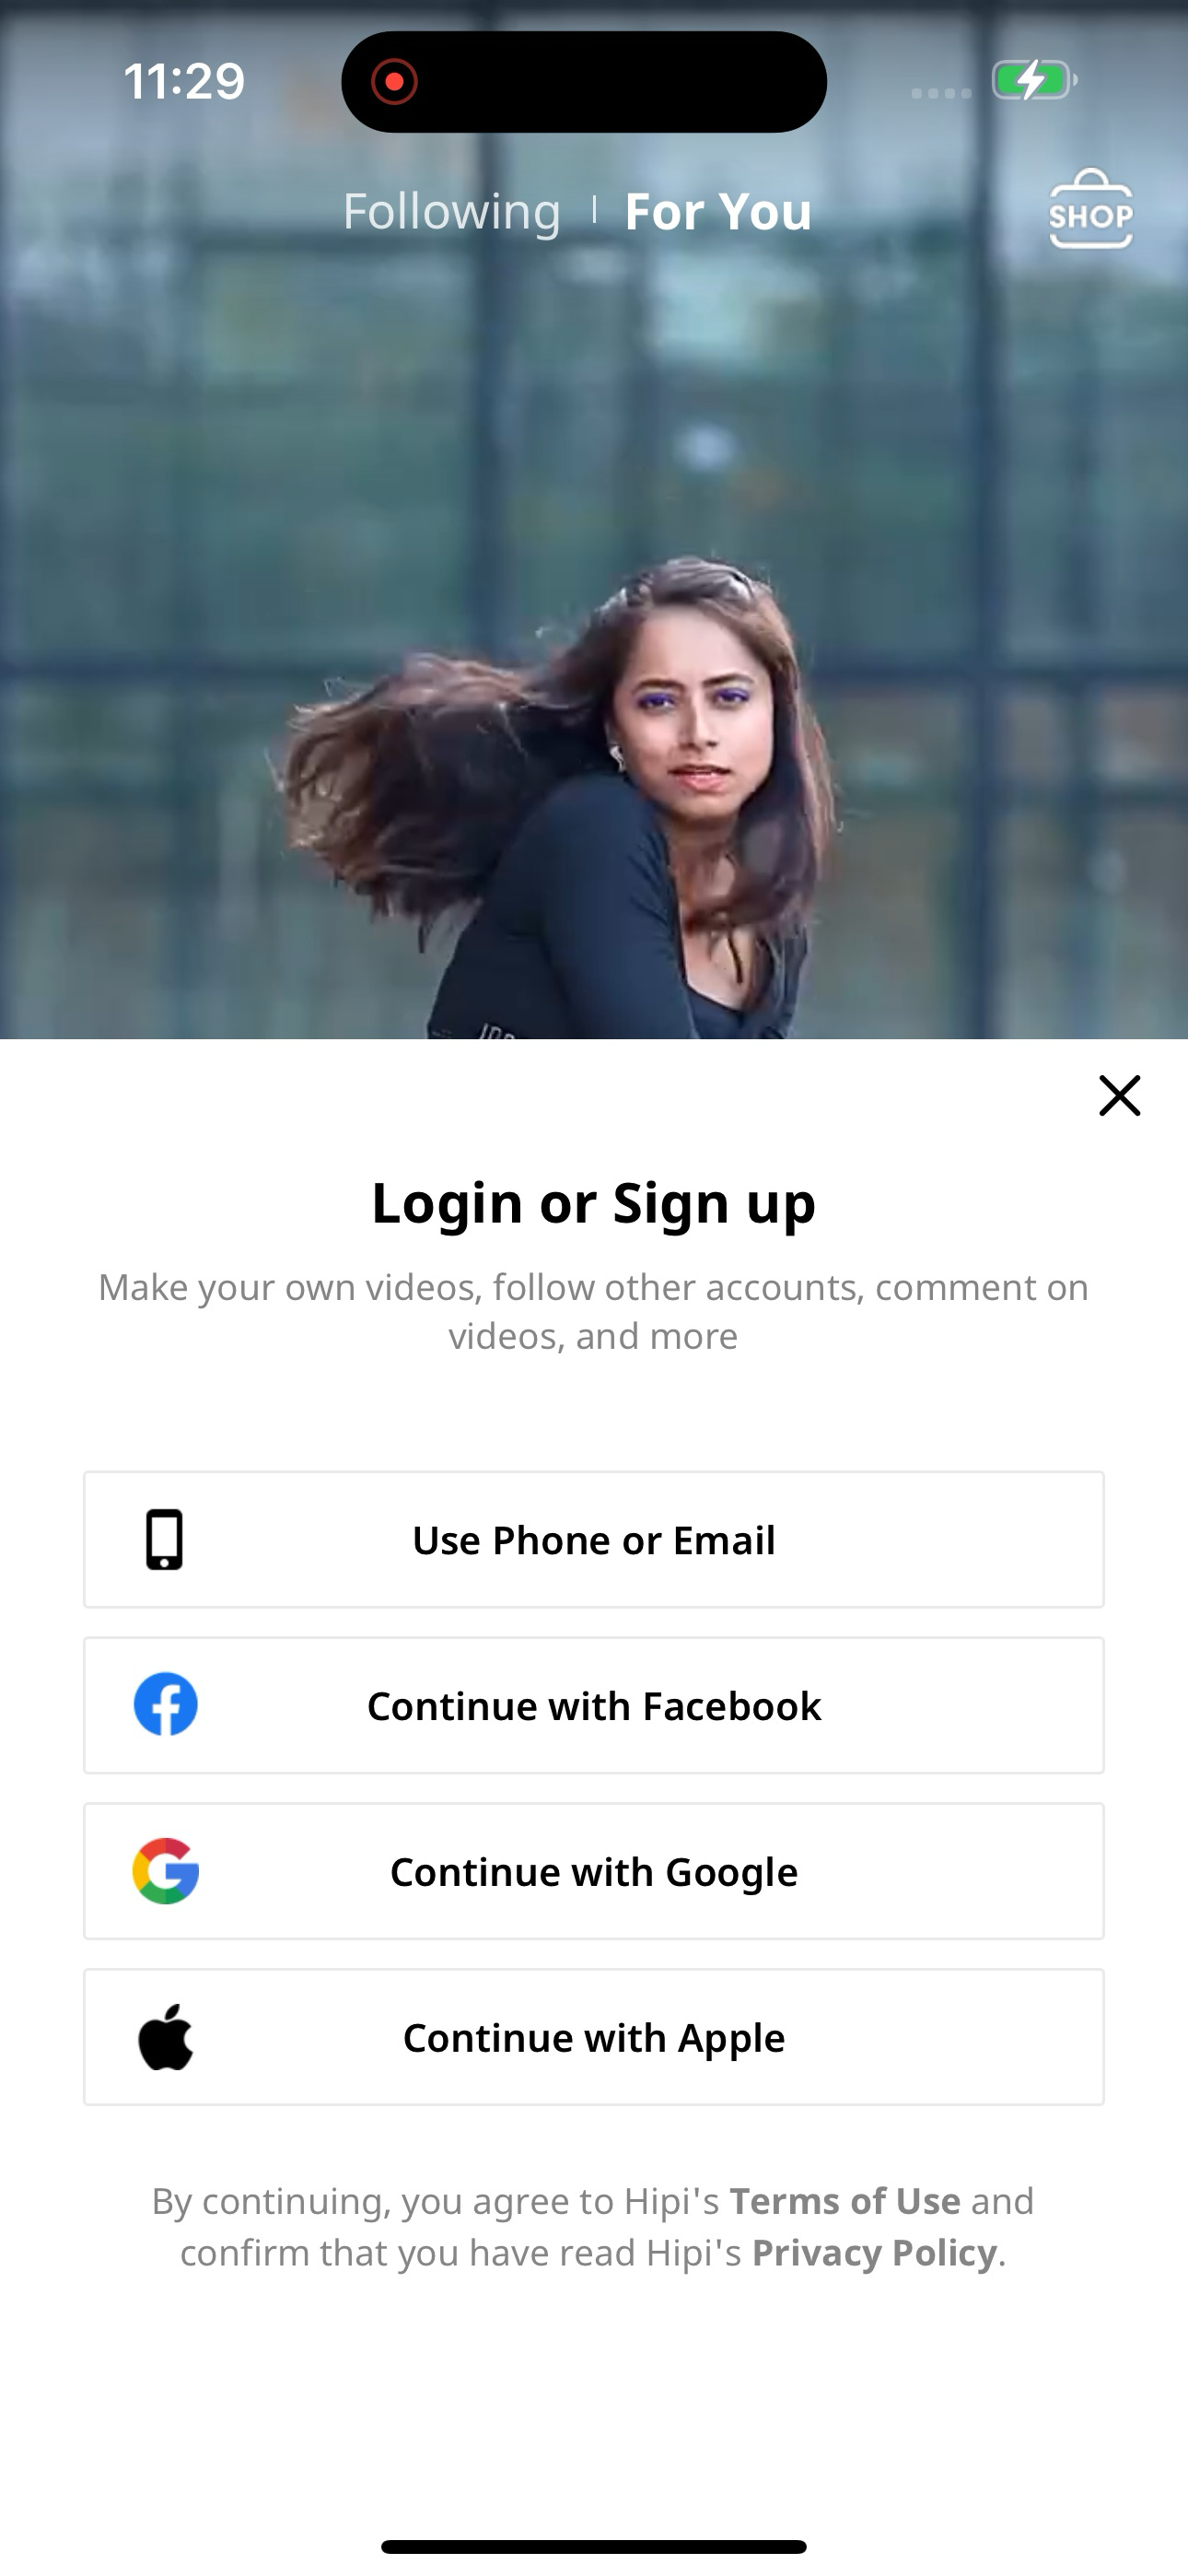 11:29
Following | For You
SHOP
Login or Sign up
Make your own videos, follow other accounts, comment on
videos, and more
Use Phone or Email
Continue with Facebook
Continue with Google
Continue with Apple
By continuing, you agree to Hipi's Terms of Use and
confirm that you have read Hipi's Privacy Policy.